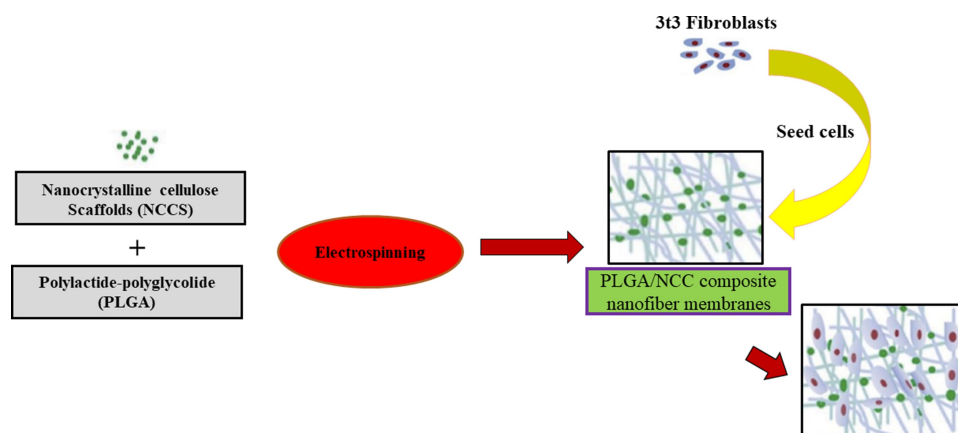 3t3 Fibroblasts
Seed cells
Nanocrystalline cellulose
Scaffolds (NCCS)
+
Polylactide-polyglycolide
(PLGA)
Electrospinning
PLGA/NCC composite
nanofiber membranes